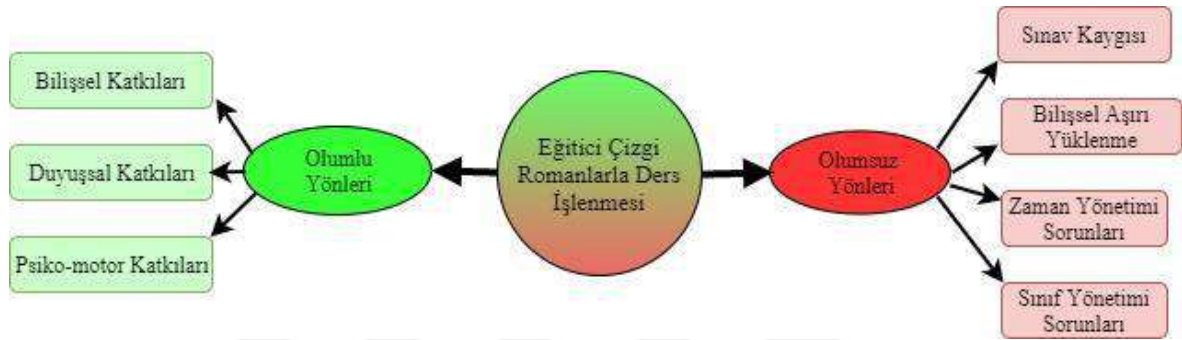 Bilişsel Katkıları
Duyuşsal Katkıları
Psiko-motor Katkıları
Olumlu
Yönleri
Eğitici Çizgi
Romanlarla Ders
İşlenmesi
Olumsuz
Yönleri
Sınav Kaygısı
Bilişsel Aşırı
Yüklenme
Zaman Yönetimi
Sorunları
Sınıf Yönetimi
Sorunları